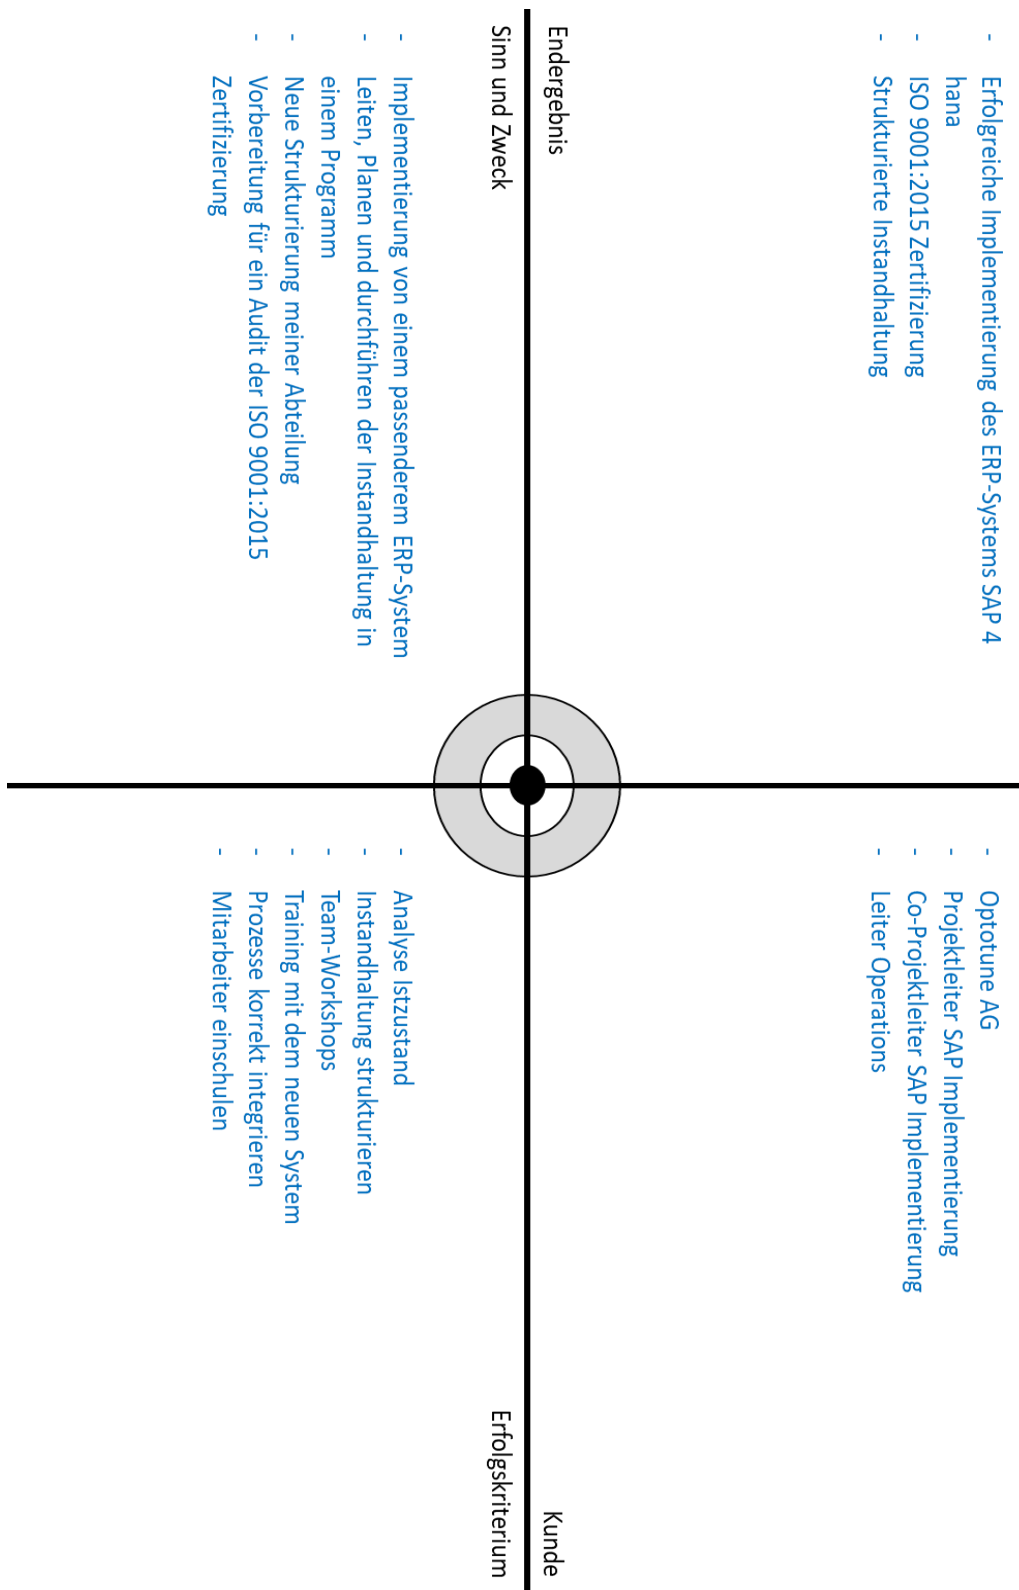 - Erfolgreiche Implementierung des ERP-Systems SAP 4
hana
- ISO 9001:2015 Zertifizierung
- Strukturierte Instandhaltung
Endergebnis
- Optotune AG
- Projektleiter SAP Implementierung
- Co-Projektleiter SAP Implementierung
- Leiter Operations
Kunde
Sinn und Zweck
- Implementierung von einem passenderem ERP-System
- Leiten, Planen und durchführen der Instandhaltung in
einem Programm
- Neue Strukturierung meiner Abteilung
- Vorbereitung für ein Audit der ISO 9001:2015
Zertifizierung
Erfolgskriterium
- Analyse Istzustand
- Instandhaltung strukturieren
- Team-Workshops
- Training mit dem neuen System
- Prozesse korrekt integrieren
- Mitarbeiter einschulen